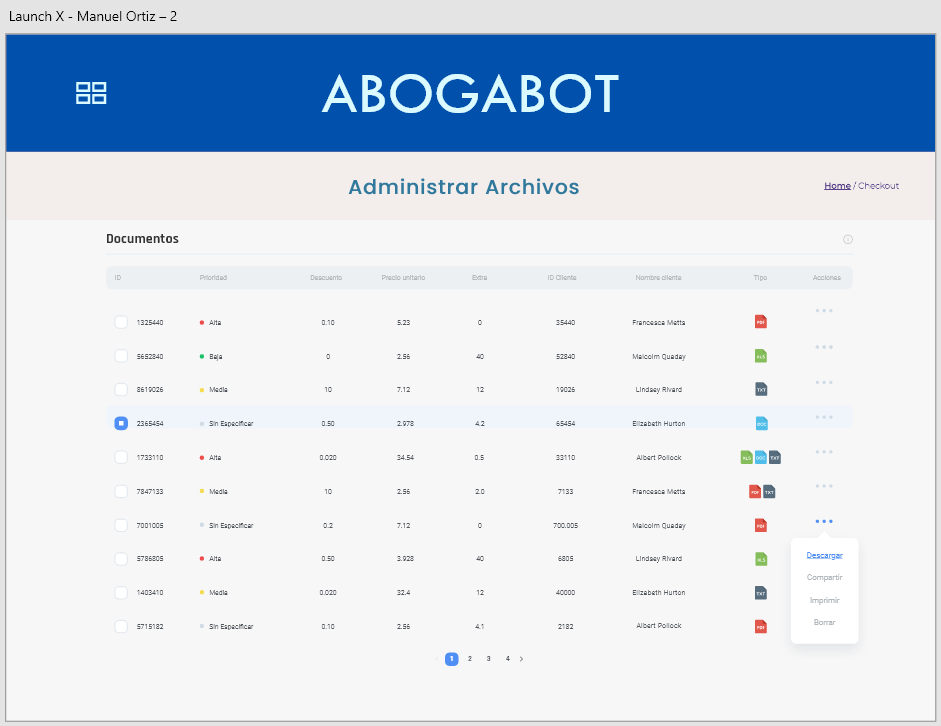 Launch X - Manuel Ortiz – 2
ABOGABOT
Administrar Archivos
Home / Checkout
Documentos
ID Prioridad Descuento Precio unitario Extra ID Cliente Nombre cliente Tipo Acciones
1325440 Alta 0.10 5.23 0 35440 Francesca Metts PDF
5652840 Baja 0 2.56 40 52840 Malcolm Quaday XLS
8619026 Media 10 7.12 12 19026 Lindsey Rivard TXT
2365454 Sin Especificar 0.50 2.978 4.2 65454 Elizabeth Hurton DOC
1733110 Alta 0.020 34.54 0.5 33110 Albert Pollock XLS DOC TXT
7847133 Media 10 2.56 2.0 7133 Francesca Metts PDF TXT
7001005 Sin Especificar 0.2 7.12 0 700.005 Malcolm Quaday PDF
5786805 Alta 0.50 3.928 40 6805 Lindsey Rivard XLS
1403410 Media 0.020 32.4 12 40000 Elizabeth Hurton TXT
5715182 Sin Especificar 0.10 2.56 4.1 2182 Albert Pollock PDF
Descargar
Compartir
Imprimir
Borrar
1 2 3 4